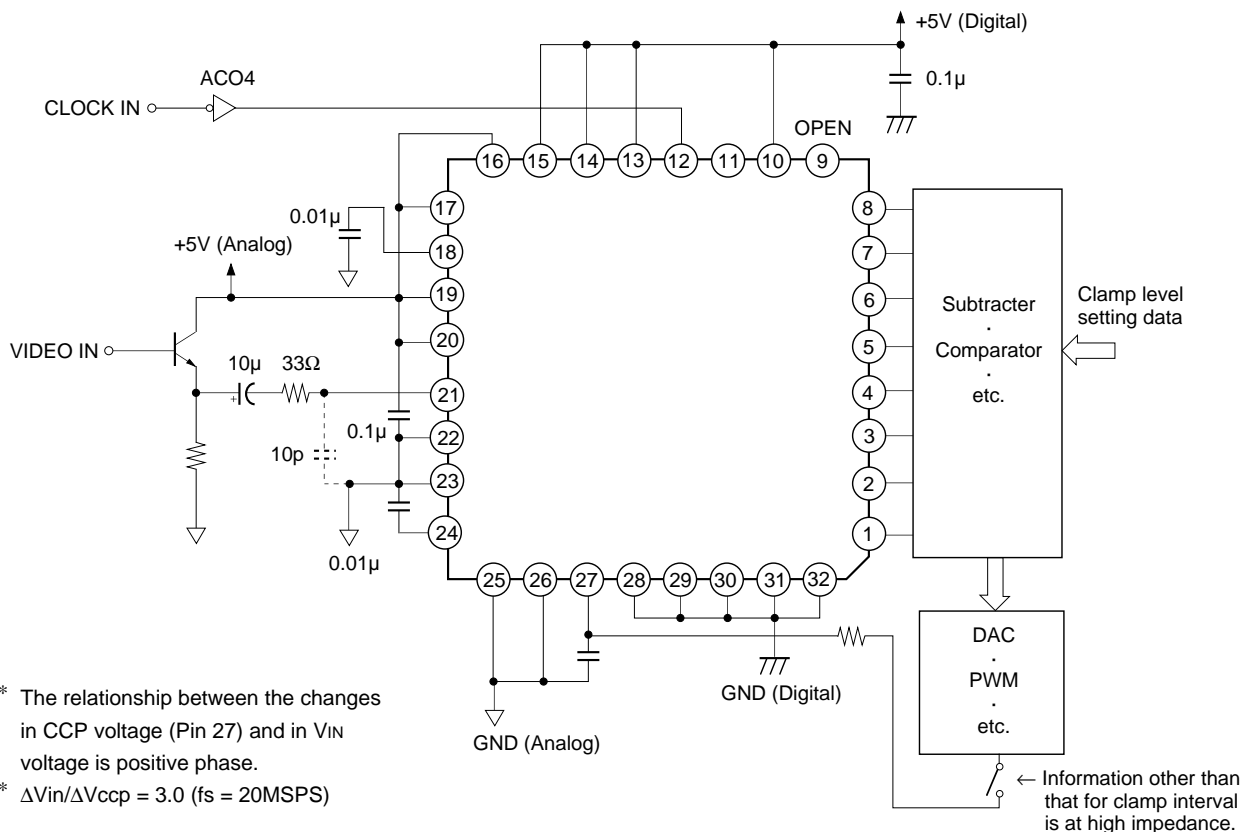 +5V (Digital)
ACO4
0.1µ
CLOCK IN
OPEN
16
15
14
13
12
11
10
9
17
8
0.01µ
18
7
+5V (Analog)
19
6
Subtracter
·
Comparator
·
etc.
Clamp level
setting data
20
5
VIDEO IN
10µ
33Ω
+
21
4
0.1µ
22
3
10p
23
2
24
1
0.01µ
25
26
27
28
29
30
31
32
DAC
·
PWM
·
etc.
GND (Digital)
GND (Analog)
* The relationship between the changes
in CCP voltage (Pin 27) and in VIN
voltage is positive phase.
* ΔVin/ΔVccp = 3.0 (fs = 20MSPS)
← Information other than
that for clamp interval
is at high impedance.